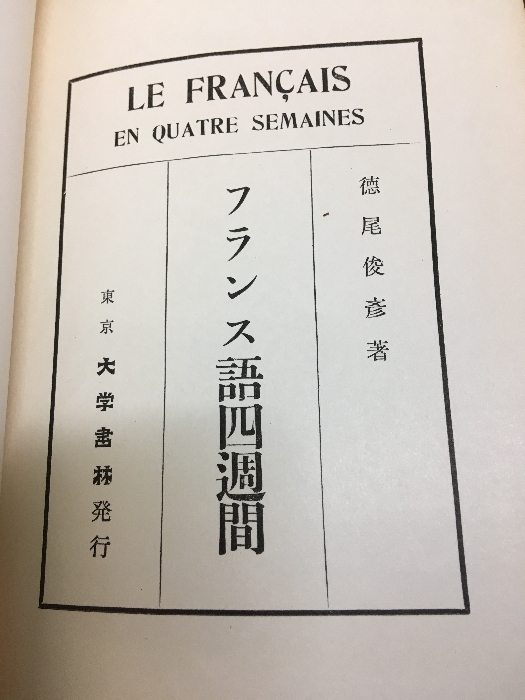 LE FRANÇAIS
EN QUATRE SEMAINES
徳尾俊彦著
フランス語四週間
東京 大学書林発行